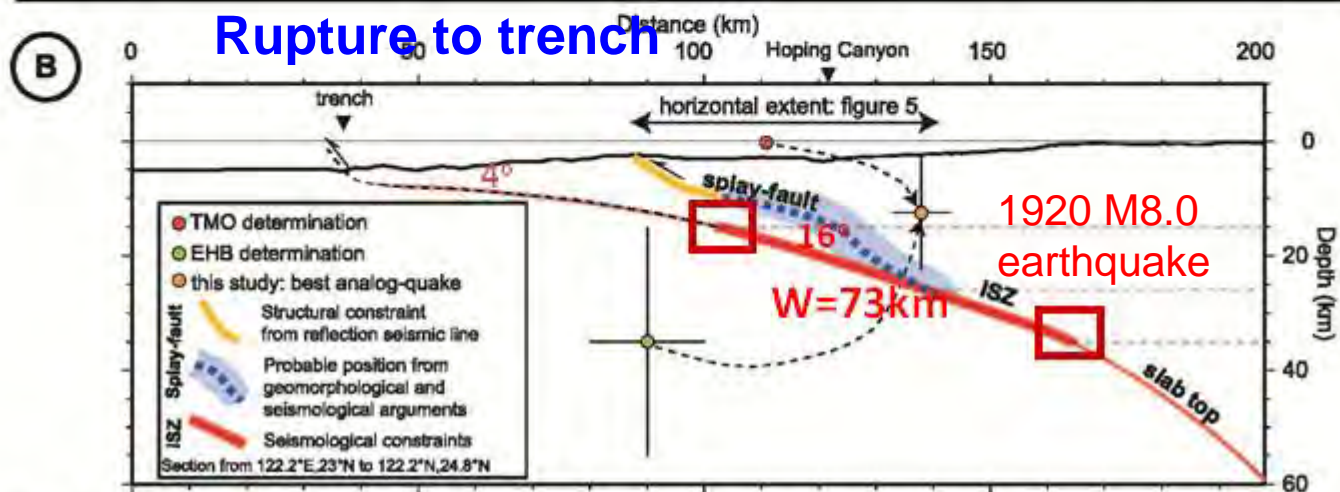 Rupture to trench
Distance (km)
B
0
50
100
150
200
Hoping Canyon
trench
horizontal extent: figure 5
0
4°
splay-fault
TMO determination
EHB determination
this study: best analog-quake
Splay-fault
Structural constraint
from reflection seismic line
Probable position from
geomorphological and
seismological arguments
ISZ
Seismological constraints
Section from 122.2°E,23°N to 122.2°N,24.8°N
16°
1920 M8.0
earthquake
W=73km
ISZ
slab top
20
40
60
Depth (km)